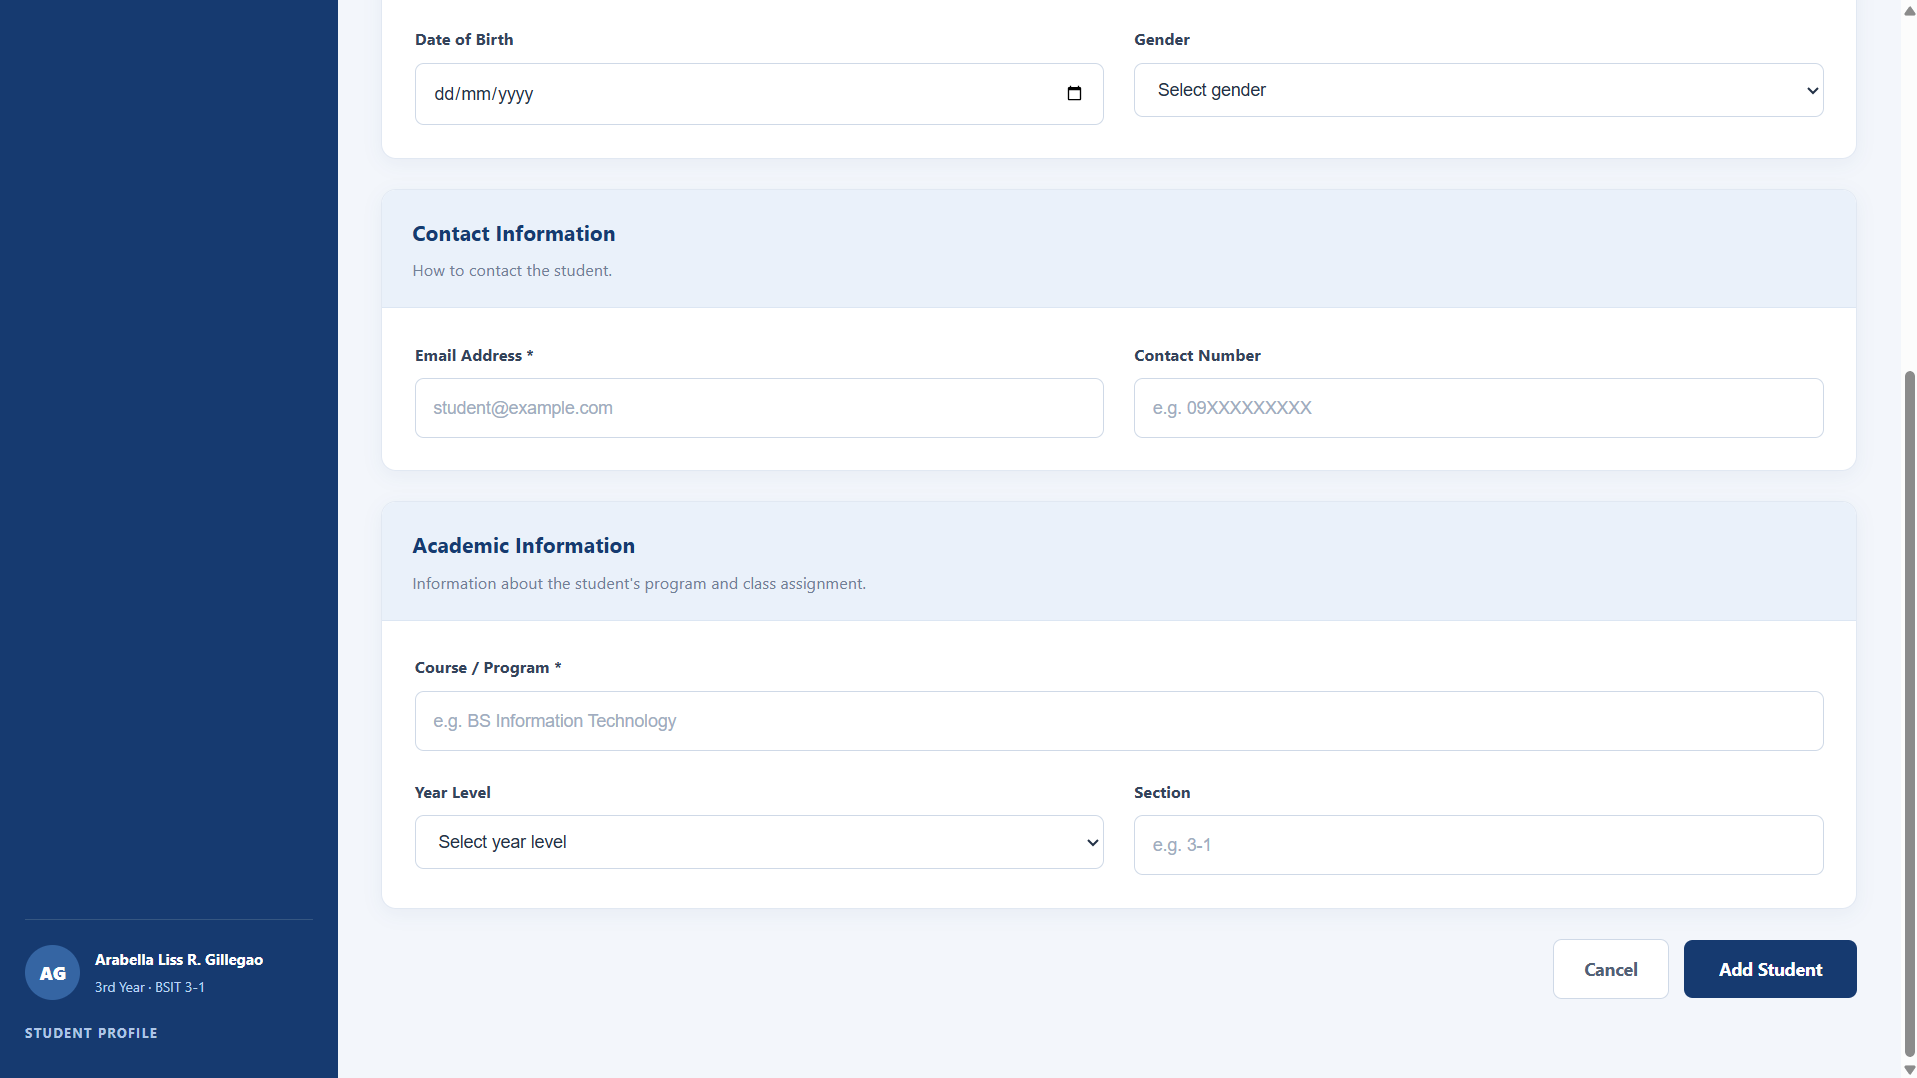 Date of Birth
Gender
dd/mm/yyyy
Select gender
Contact Information
How to contact the student.
Email Address *
Contact Number
student@example.com
e.g. 09XXXXXXXXX
Academic Information
Information about the student's program and class assignment.
Course / Program *
e.g. BS Information Technology
Year Level
Section
Select year level
e.g. 3-1
Cancel
Add Student
AG
Arabella Liss R. Gillegao
3rd Year · BSIT 3-1
STUDENT PROFILE